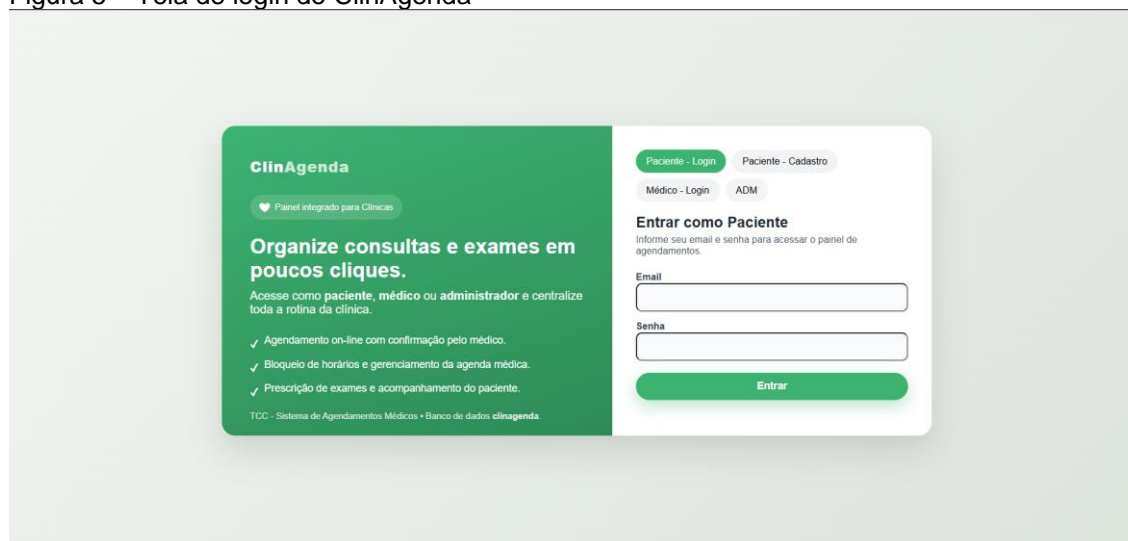 Figura 8 – Tela de login do ClinAgenda
ClinAgenda
Painel integrado para Clínicas
Organize consultas e exames em
poucos cliques.
Acesse como paciente, médico ou administrador e centralize
toda a rotina da clínica.
✓ Agendamento on-line com confirmação pelo médico.
✓ Bloqueio de horários e gerenciamento da agenda médica.
✓ Prescrição de exames e acompanhamento do paciente.
TCC - Sistema de Agendamentos Médicos • Banco de dados clinagenda.
Paciente - Login Paciente - Cadastro
Médico - Login ADM
Entrar como Paciente
Informe seu email e senha para acessar o painel de
agendamentos.
Email
Senha
Entrar